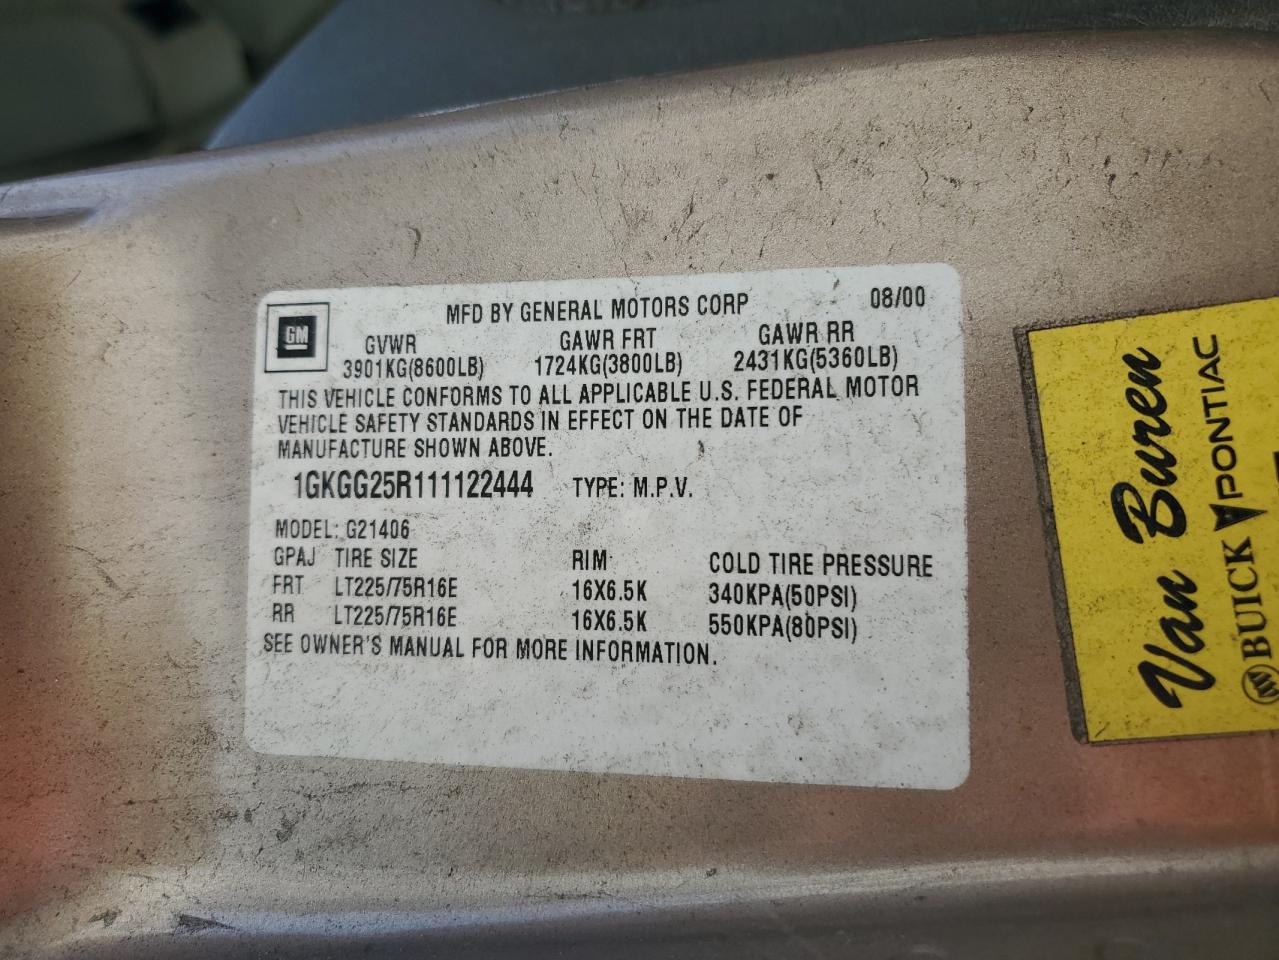 GM
MFD BY GENERAL MOTORS CORP 08/00
GVWR GAWR FRT GAWR RR
3901KG(8600LB) 1724KG(3800LB) 2431KG(5360LB)
THIS VEHICLE CONFORMS TO ALL APPLICABLE U.S. FEDERAL MOTOR
VEHICLE SAFETY STANDARDS IN EFFECT ON THE DATE OF
MANUFACTURE SHOWN ABOVE.
1GKGG25R111122444 TYPE: M.P.V.
MODEL: G21406
GPAJ TIRE SIZE RIM COLD TIRE PRESSURE
FRT LT225/75R16E 16X6.5K 340KPA(50PSI)
RR LT225/75R16E 16X6.5K 550KPA(80PSI)
SEE OWNER'S MANUAL FOR MORE INFORMATION.
Van Buren
BUICK PONTIAC